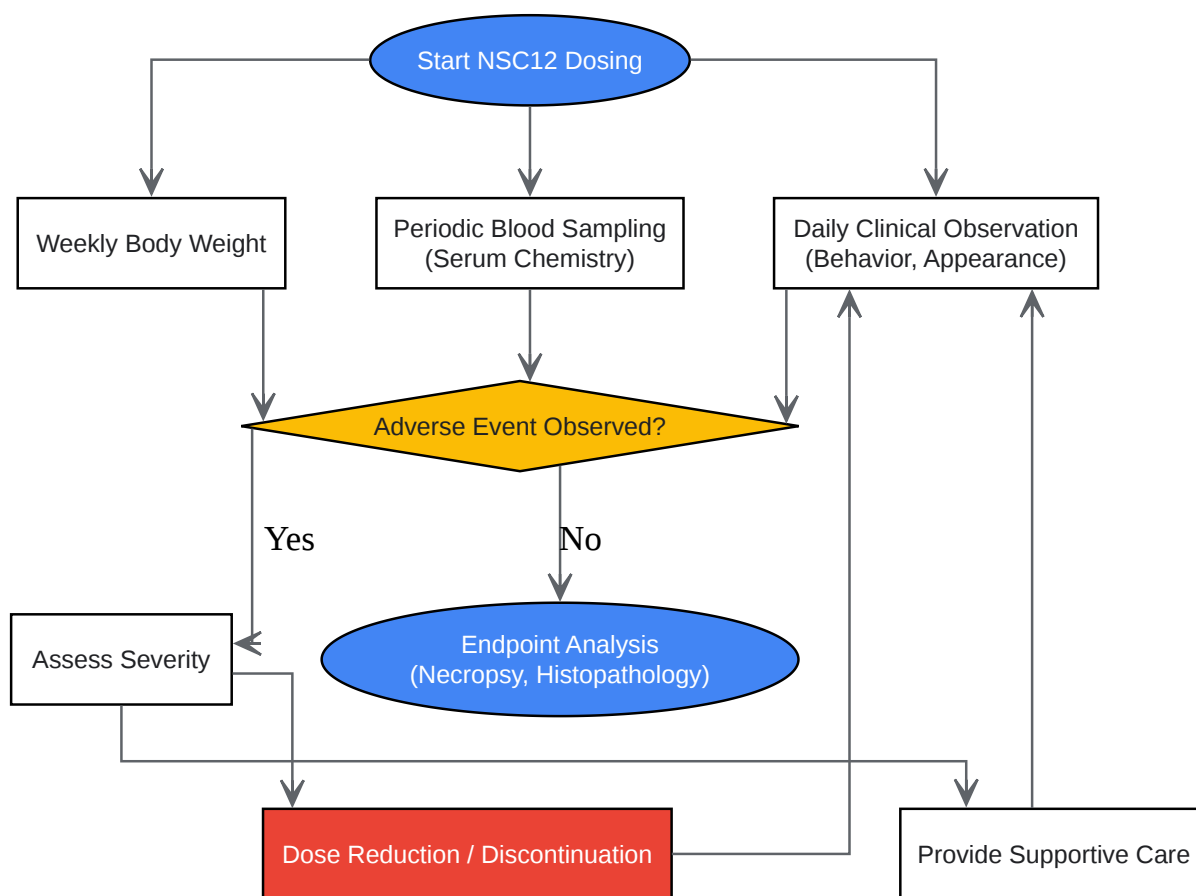 Start NSC12 Dosing
Weekly Body Weight
Periodic Blood Sampling
(Serum Chemistry)
Daily Clinical Observation
(Behavior, Appearance)
Adverse Event Observed?
Yes
No
Assess Severity
Endpoint Analysis
(Necropsy, Histopathology)
Dose Reduction / Discontinuation
Provide Supportive Care